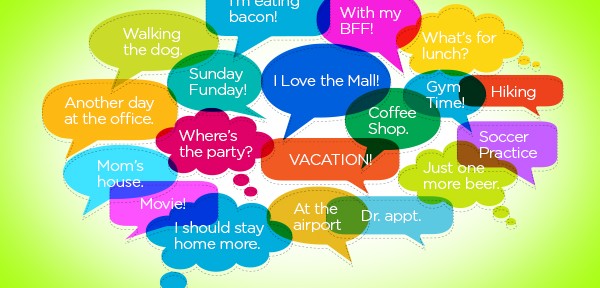 I'm eating
bacon!
With my
BFF!
Walking
the dog.
What's for
lunch?
Sunday
Funday!
I Love the Mall!
Gym
Time!
Hiking
Another day
at the office.
Coffee
Shop.
Where's
the party?
Soccer
Practice
VACATION!
Mom's
house.
Just one
more beer.
Movie!
At the
airport
Dr. appt.
I should stay
home more.